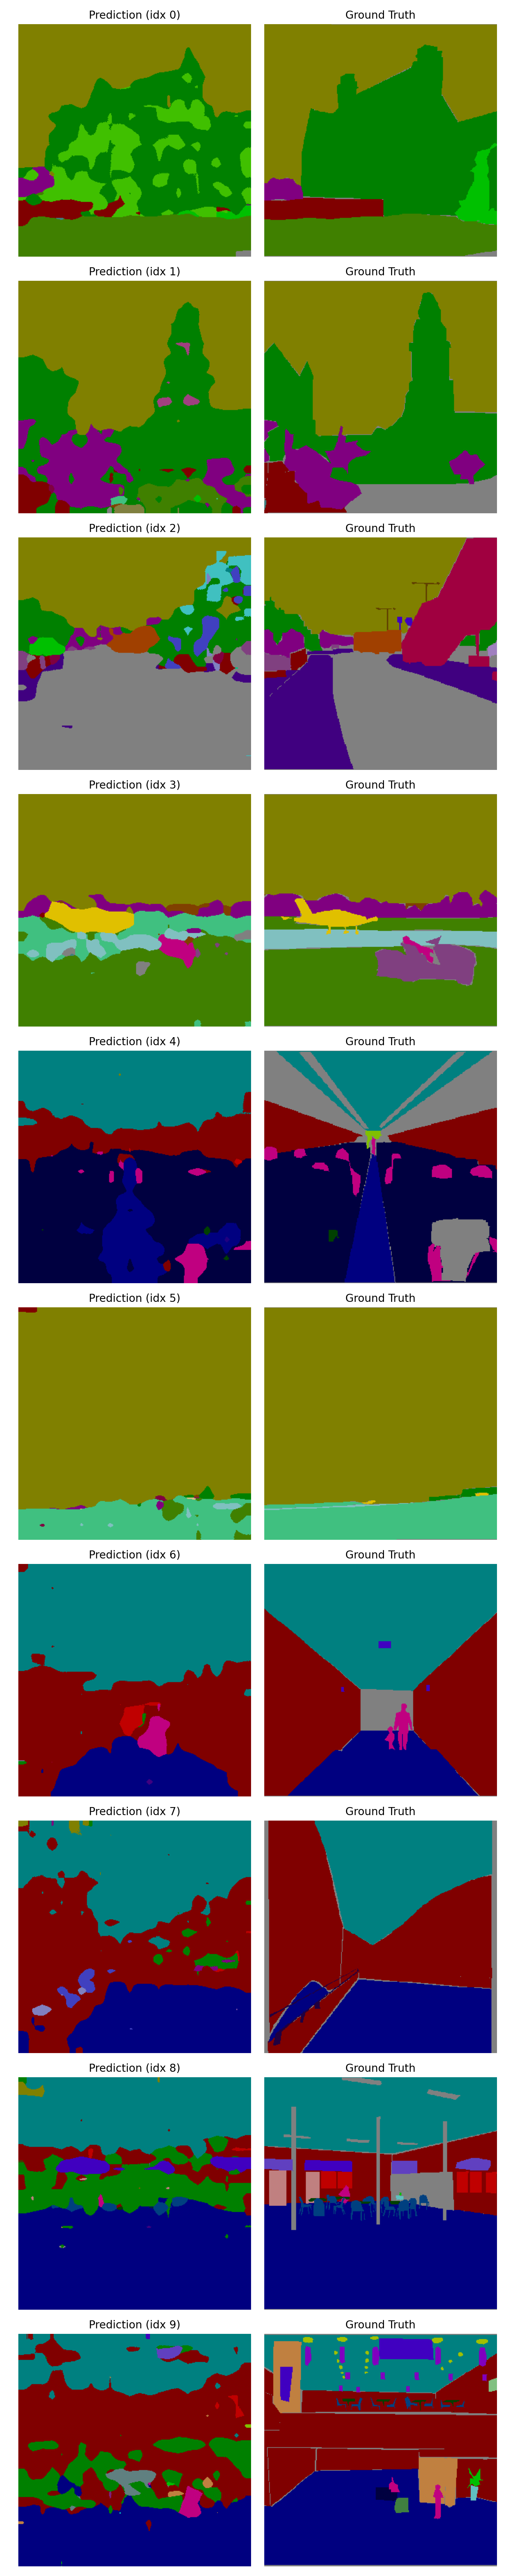 Prediction (idx 0) Ground Truth
Prediction (idx 1) Ground Truth
Prediction (idx 2) Ground Truth
Prediction (idx 3) Ground Truth
Prediction (idx 4) Ground Truth
Prediction (idx 5) Ground Truth
Prediction (idx 6) Ground Truth
Prediction (idx 7) Ground Truth
Prediction (idx 8) Ground Truth
Prediction (idx 9) Ground Truth